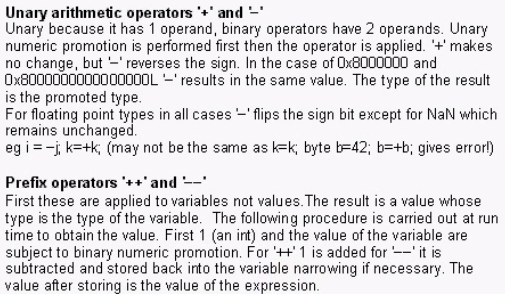 Unary arithmetic operators '+' and '–'
Unary because it has 1 operand, binary operators have 2 operands. Unary
numeric promotion is performed first then the operator is applied. '+' makes
no change, but '–' reverses the sign. In the case of 0x8000000 and
0x8000000000000000L '–' results in the same value. The type of the result
is the promoted type.
For floating point types in all cases '–' flips the sign bit except for NaN which
remains unchanged.
eg i = –j; k=+k; (may not be the same as k=k; byte b=42; b=+b; gives error!)
Prefix operators '++' and '––'
First these are applied to variables not values.The result is a value whose
type is the type of the variable. The following procedure is carried out at run
time to obtain the value. First 1 (an int) and the value of the variable are
subject to binary numeric promotion. For '++' 1 is added for '––' it is
subtracted and stored back into the variable narrowing if necessary. The
value after storing is the value of the expression.